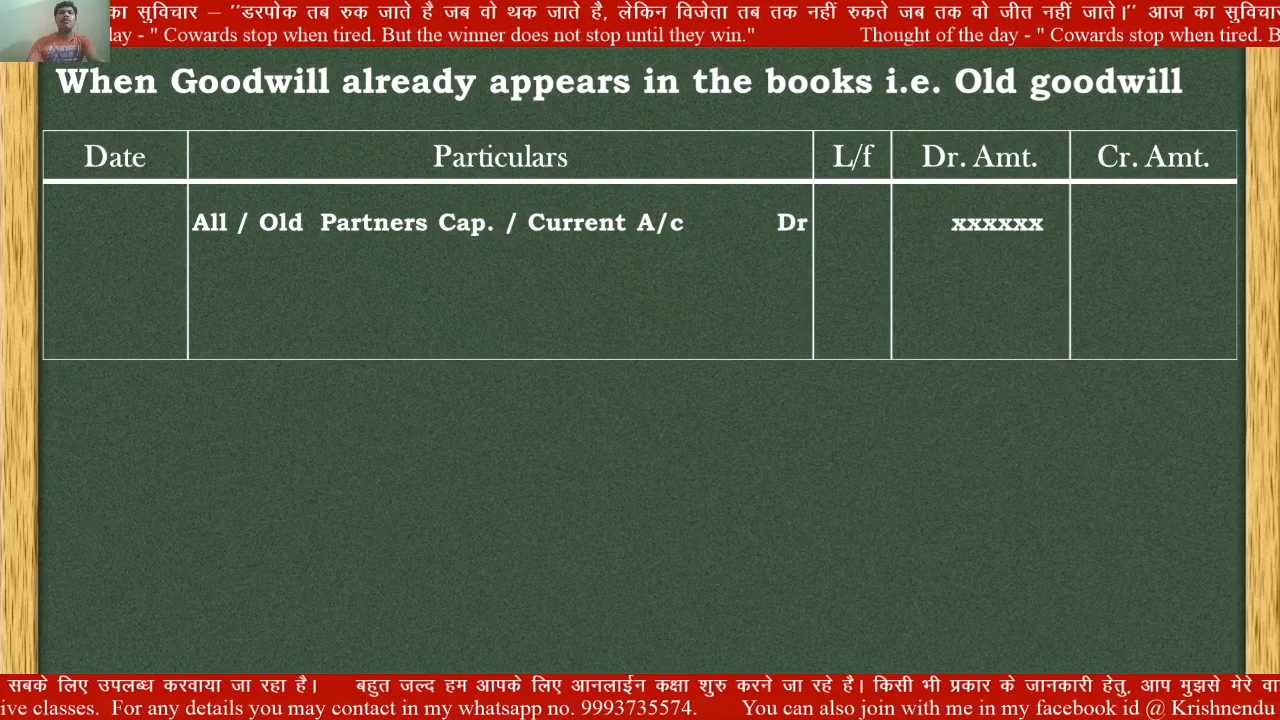 का सुविचार – ''डरपोक तब रुक जाते है जब वो थक जाते है, लेकिन विजेता तब तक नहीं रुकते जब तक वो जीत नहीं जाते।'' आज का सुविचार
lay - " Cowards stop when tired. But the winner does not stop until they win." Thought of the day - " Cowards stop when tired. B
When Goodwill already appears in the books i.e. Old goodwill
Date Particulars L/f Dr. Amt. Cr. Amt.
All / Old Partners Cap. / Current A/c Dr xxxxxx
सबके लिए उपलब्ध करवाया जा रहा है। बहुत जल्द हम आपके लिए आनलाईन कक्षा शुरु करने जा रहे है। किसी भी प्रकार के जानकारी हेतु, आप मुझसे मेरे वा
ive classes. For any details you may contact in my whatsapp no. 9993735574. You can also join with me in my facebook id @ Krishnendu